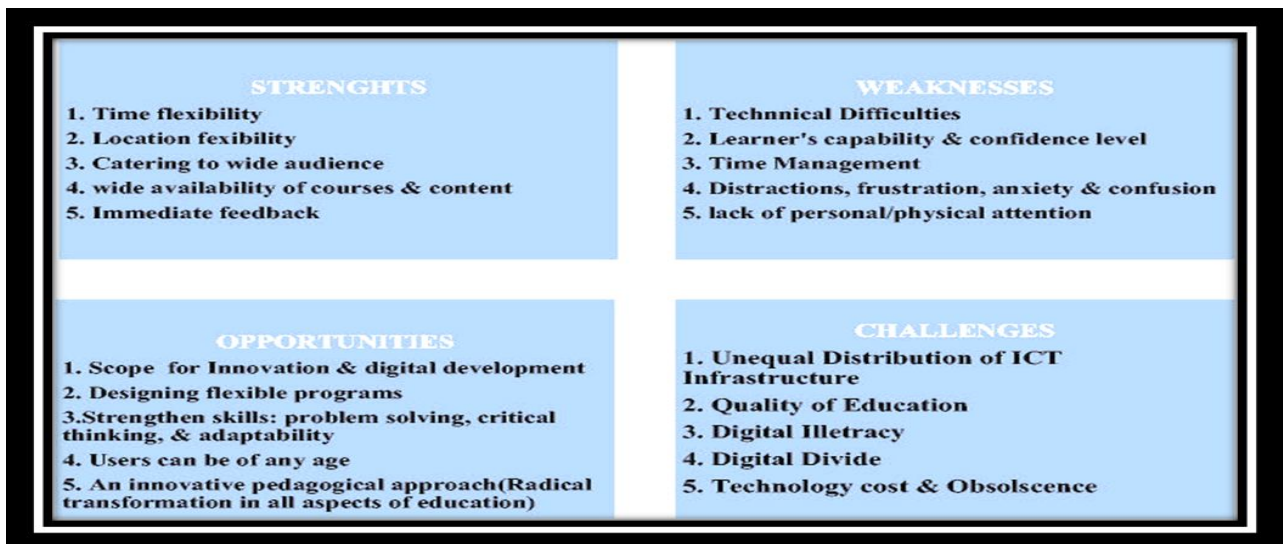 STRENGHTS
1. Time flexibility
2. Location fexibility
3. Catering to wide audience
4. wide availability of courses & content
5. Immediate feedback
WEAKNESSES
1. Technnical Difficulties
2. Learner's capability & confidence level
3. Time Management
4. Distractions, frustration, anxiety & confusion
5. lack of personal/physical attention
OPPORTUNITIES
1. Scope for Innovation & digital development
2. Designing flexible programs
3.Strengthen skills: problem solving, critical
thinking, & adaptability
4. Users can be of any age
5. An innovative pedagogical approach(Radical
transformation in all aspects of education)
CHALLENGES
1. Unequal Distribution of ICT
Infrastructure
2. Quality of Education
3. Digital Illetracy
4. Digital Divide
5. Technology cost & Obsolscence